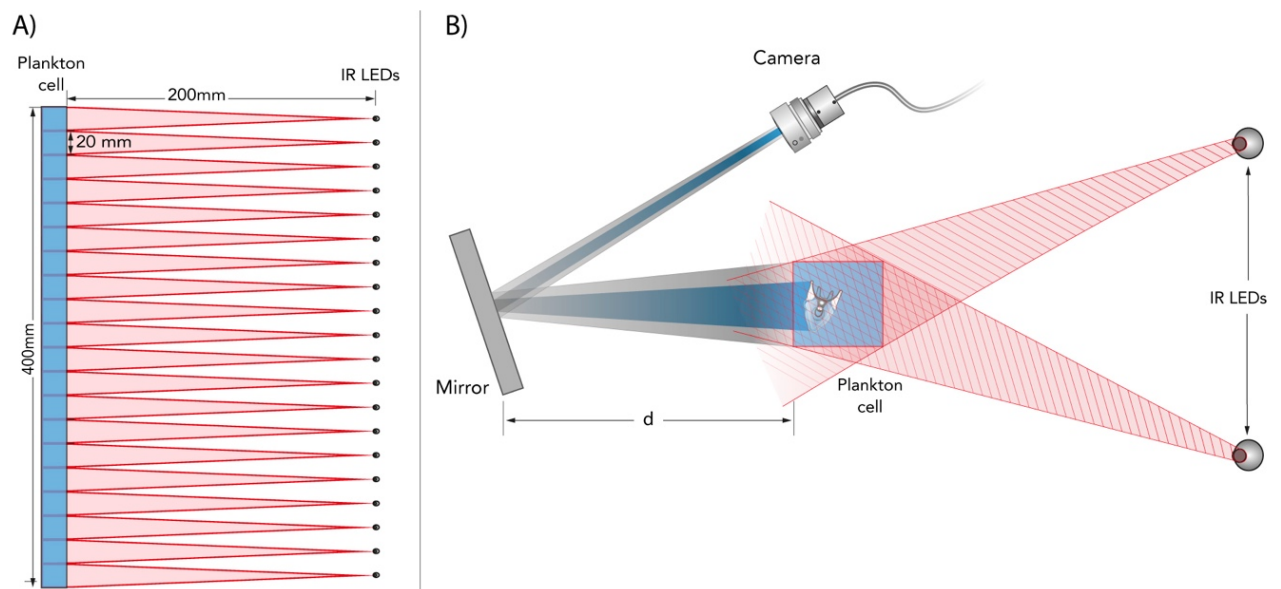 A)
Plankton
cell
IR LEDs
200mm
20 mm
400mm
B)
Camera
IR LEDs
Mirror
Plankton
cell
d